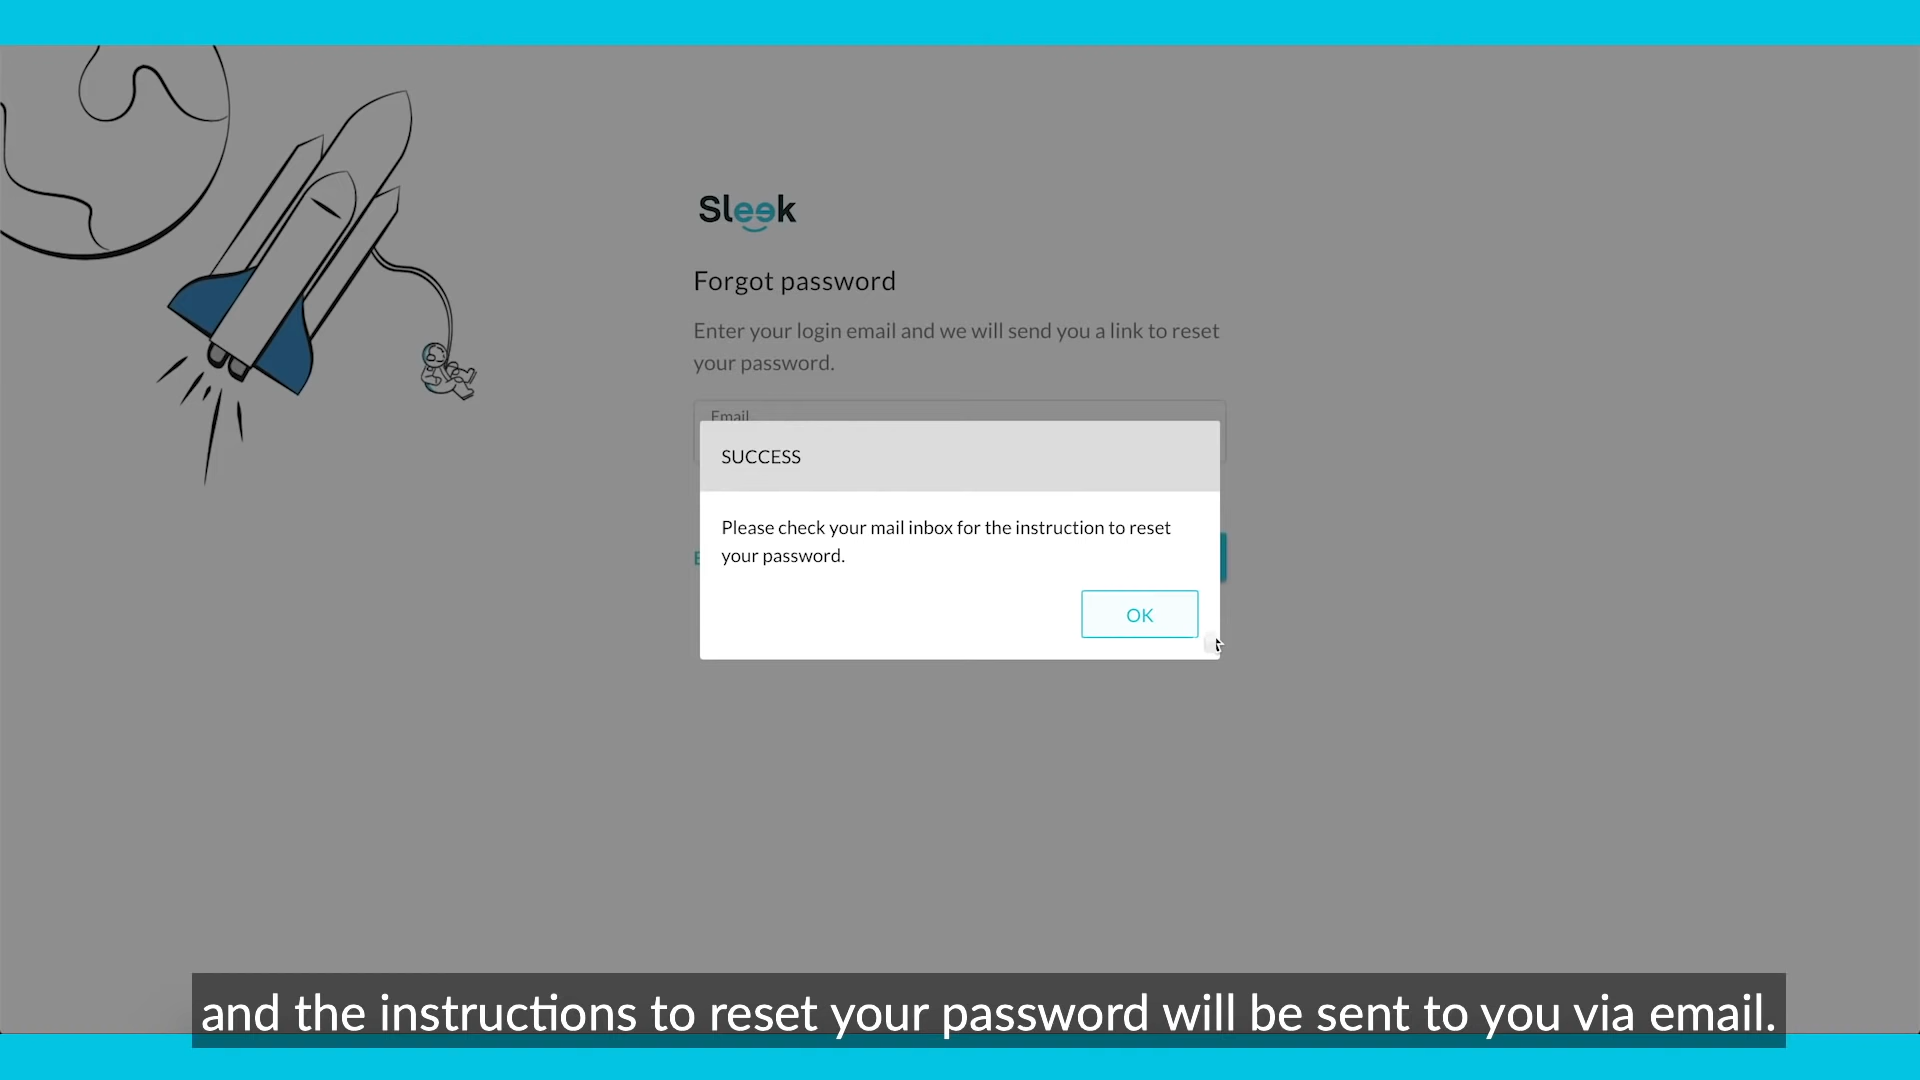 Sleek
Forgot password
Enter your login email and we will send you a link to reset
your password.
Email
SUCCESS
Please check your mail inbox for the instruction to reset
your password.
OK
and the instructions to reset your password will be sent to you via email.